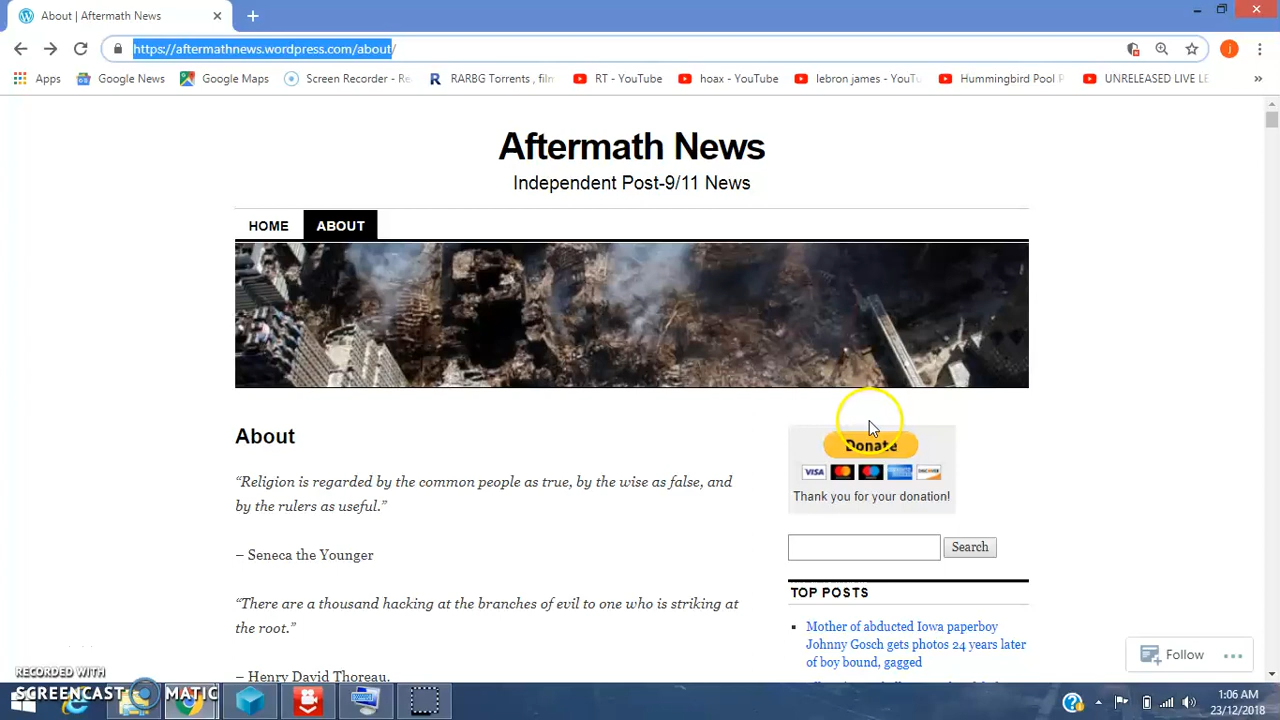 About | Aftermath News
https://aftermathnews.wordpress.com/about/
j
Apps
Google News
Google Maps
Screen Recorder - Re
R RARBG Torrents , film
RT - YouTube
hoax - YouTube
lebron james - YouTu
Hummingbird Pool P
UNRELEASED LIVE LE
»
Aftermath News
Independent Post-9/11 News
HOME
ABOUT
About
“Religion is regarded by the common people as true, by the wise as false, and
by the rulers as useful.”
– Seneca the Younger
“There are a thousand hacking at the branches of evil to one who is striking at
the root.”
– Henry David Thoreau.
Donate
VISA
Thank you for your donation!
Search
TOP POSTS
Mother of abducted Iowa paperboy
Johnny Gosch gets photos 24 years later
of boy bound, gagged
Follow
RECORDED WITH
SCREENCAST MATIC
1:06 AM
23/12/2018